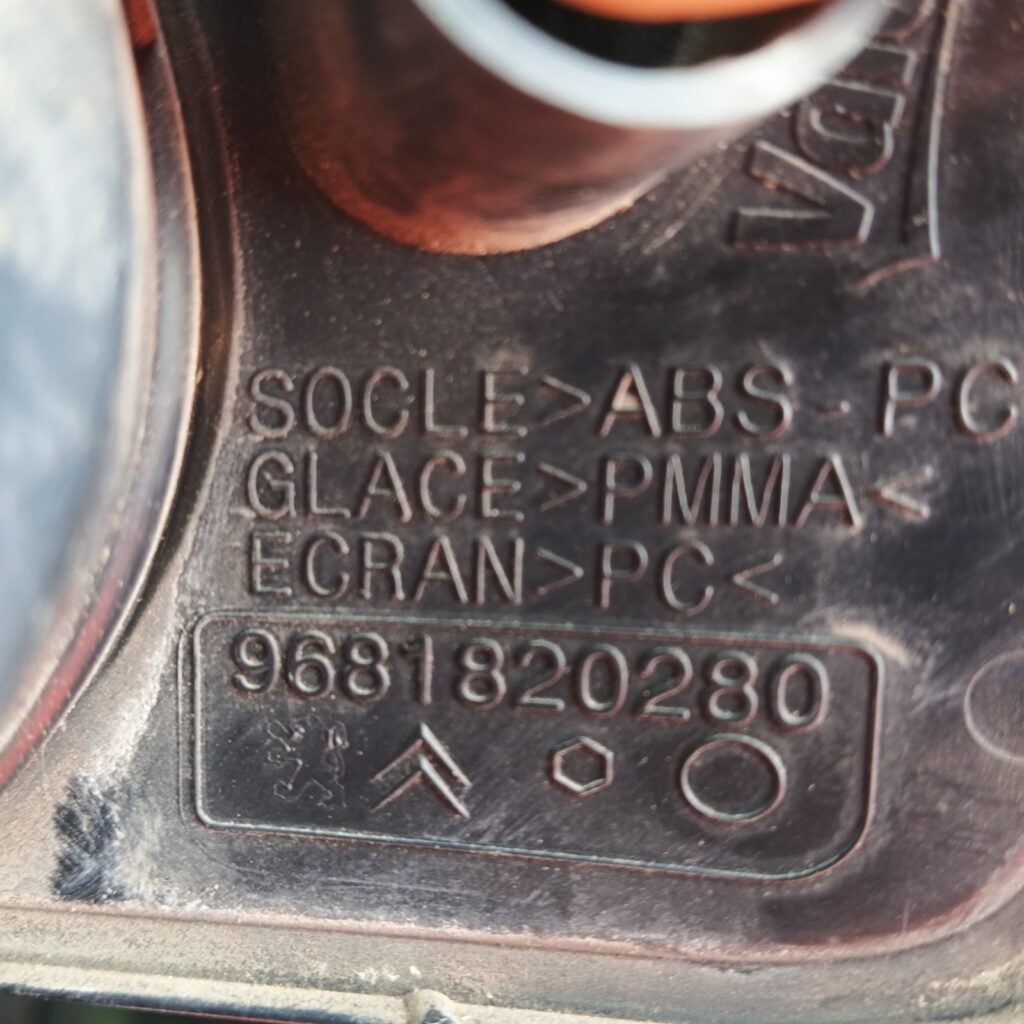 SOCLE>ABS-PC
GLACE>PMMA<
ECRAN>PC<
9681820280